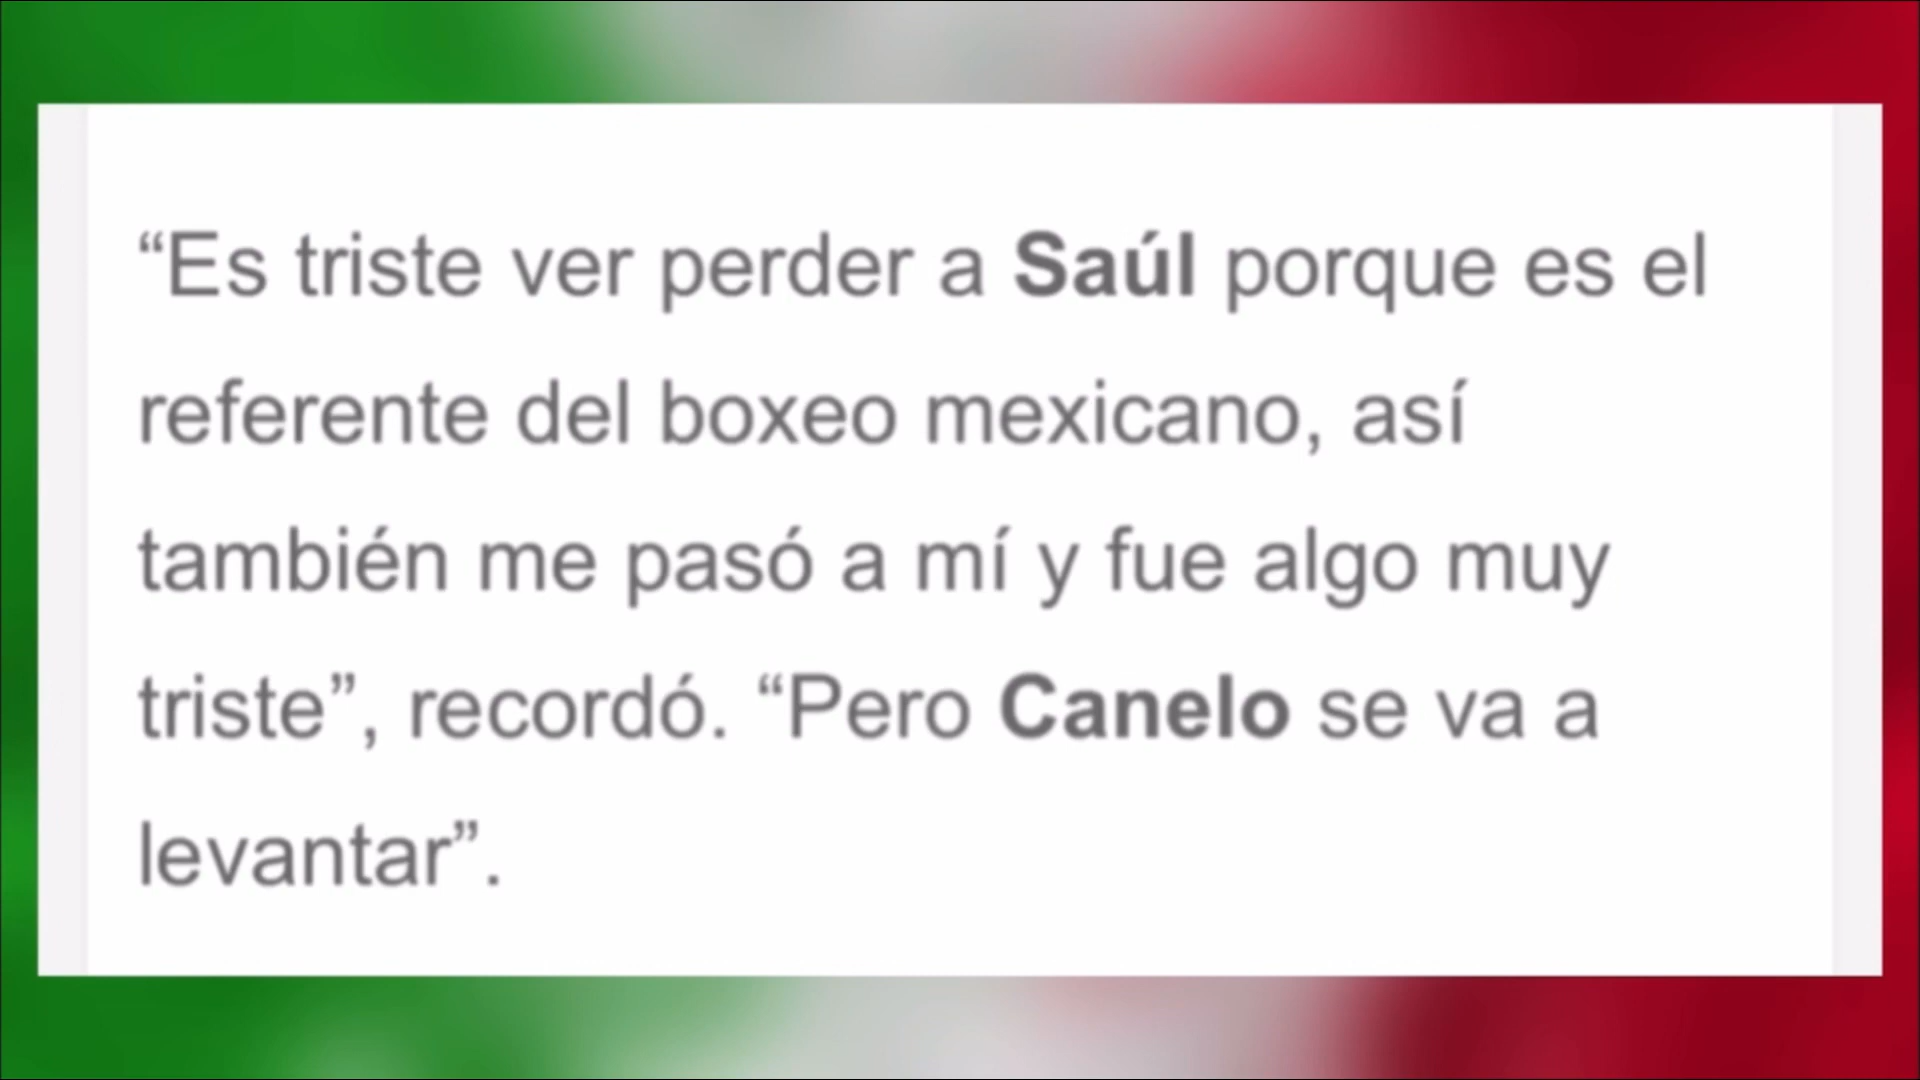 “Es triste ver perder a Saúl porque es el
referente del boxeo mexicano, así
también me pasó a mí y fue algo muy
triste”, recordó. “Pero Canelo se va a
levantar”.